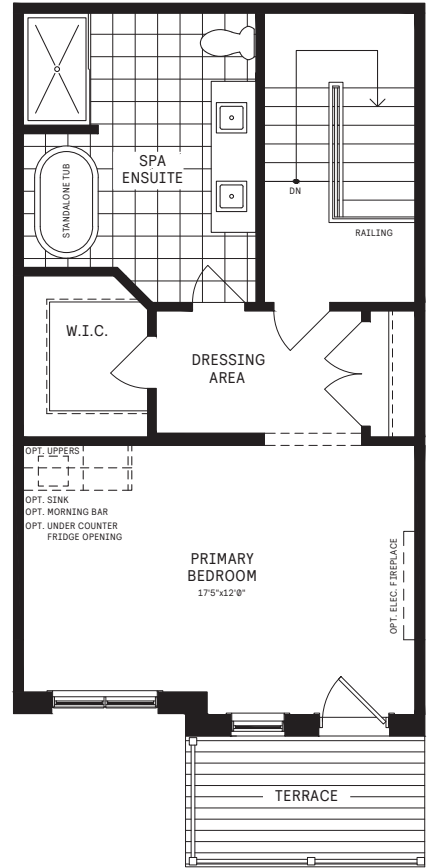 SPA
ENSUITE
STANDALONE TUB
DN
RAILING
W.I.C.
DRESSING
AREA
OPT. UPPERS
OPT. SINK
OPT. MORNING BAR
OPT. UNDER COUNTER
FRIDGE OPENING
PRIMARY
BEDROOM
17'5"x12'0"
OPT. ELEC. FIREPLACE
TERRACE